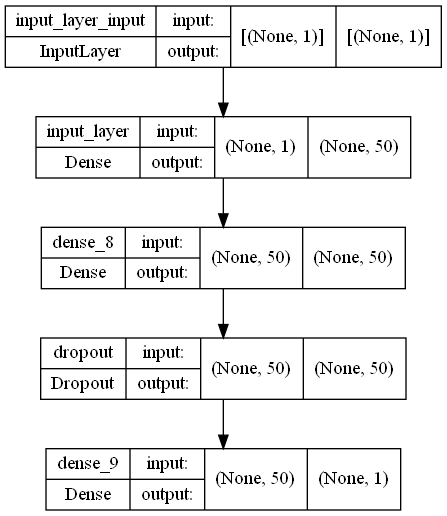 input_layer_input input: [(None, 1)] [(None, 1)]
InputLayer output:
input_layer input: (None, 1) (None, 50)
Dense output:
dense_8 input: (None, 50) (None, 50)
Dense output:
dropout input: (None, 50) (None, 50)
Dropout output:
dense_9 input: (None, 50) (None, 1)
Dense output: